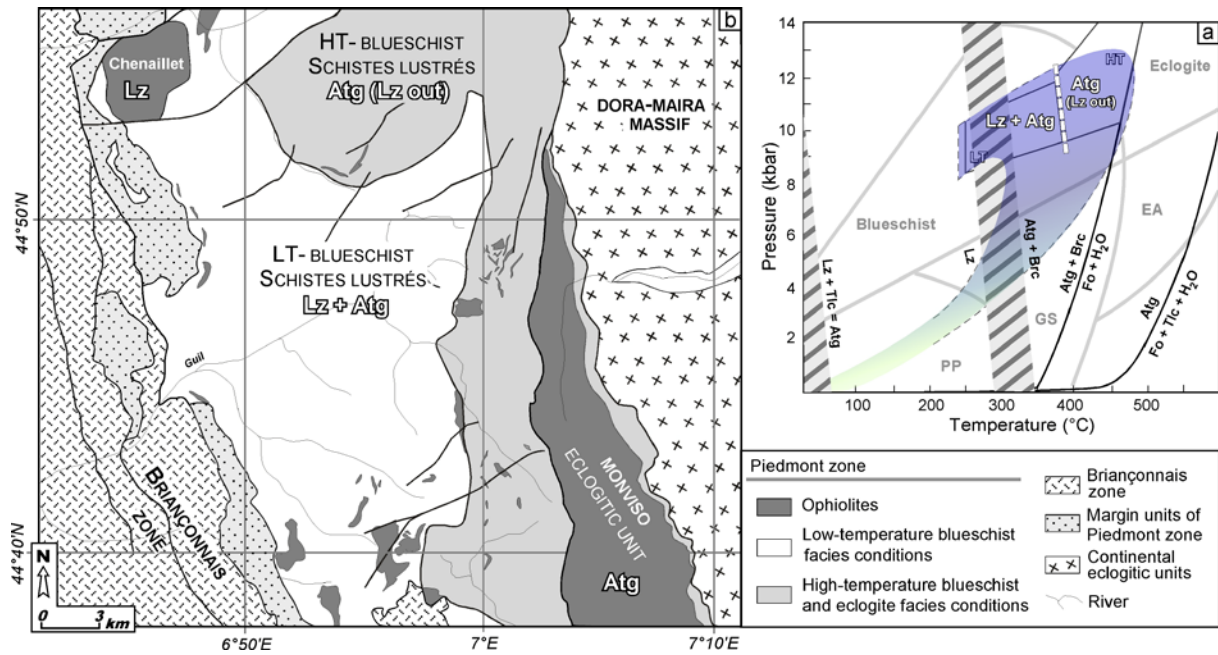 b
Chenaillet
Lz
HT- BLUESCHIST
SCHISTES LUSTRÉS
Atg (Lz out)
DORA-MAIRA
MASSIF
LT- BLUESCHIST
SCHISTES LUSTRÉS
Lz + Atg
Guil
BRIANÇONNAIS
ZONE
MONVISO
ECLOGITIC UNIT
Atg
44°50'N
44°40'N
N
0 3
km
6°50'E
7°E
7°10'E
a
Pressure (kbar)
14
12
10
8
6
4
2
HT
Atg
(Lz out)
Lz + Atg
LT
Eclogite
Blueschist
EA
GS
PP
Lz + Tlc = Atg
Lz
Atg + Brc
Atg + Brc
Fo + H2O
Atg
Fo + Tlc + H2O
100
200
300
400
500
Temperature (°C)
Piedmont zone
Ophiolites
Low-temperature blueschist
facies conditions
High-temperature blueschist
and eclogite facies conditions
Briançonnais
zone
Margin units of
Piedmont zone
Continental
eclogitic units
River